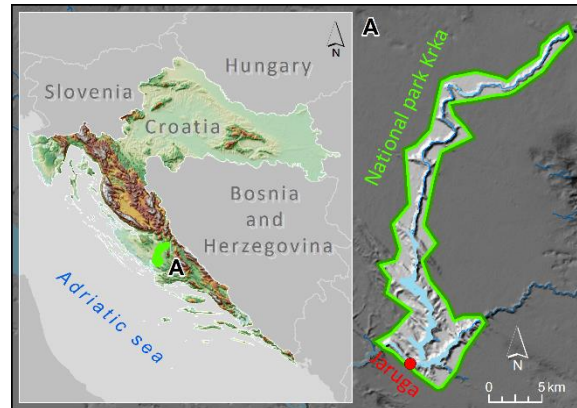 N
Hungary
Slovenia
Croatia
Bosnia
and
Herzegovina
A
Adriatic sea
A
National park Krka
Jaruga
N
0
5 km